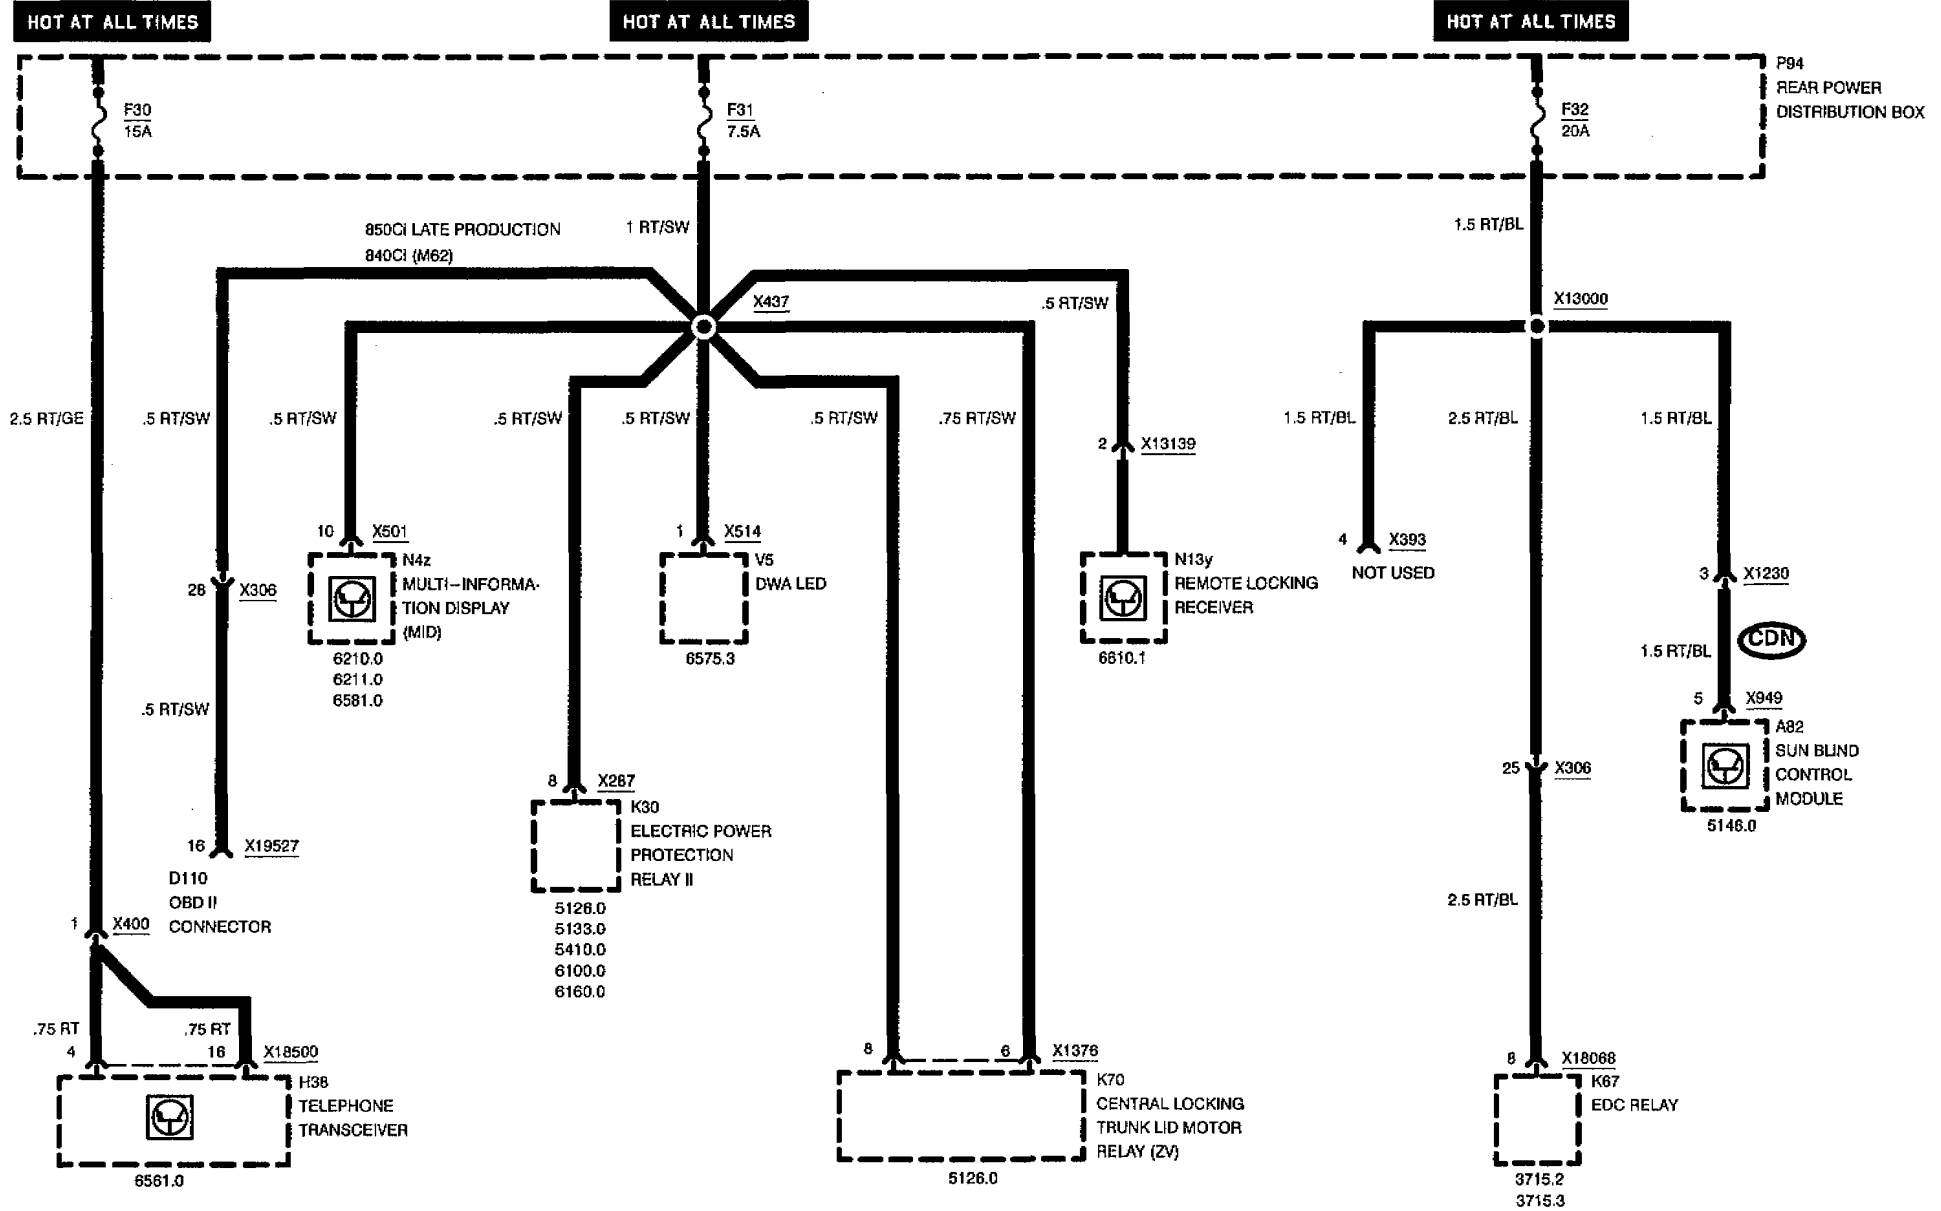 HOT AT ALL TIMES
HOT AT ALL TIMES
HOT AT ALL TIMES
P94
REAR POWER
DISTRIBUTION BOX
F30
15A
F31
7.5A
F32
20A
850CI LATE PRODUCTION
840CI (M62)
1 RT/SW
1.5 RT/BL
X437
.5 RT/SW
X13000
2.5 RT/GE
.5 RT/SW
.5 RT/SW
.5 RT/SW
.5 RT/SW
.5 RT/SW
.75 RT/SW
1.5 RT/BL
2.5 RT/BL
1.5 RT/BL
2 X13139
10 X501
N4z
MULTI-INFORMA-
TION DISPLAY
(MID)
6210.0
6211.0
6581.0
1 X514
V5
DWA LED
6575.3
N13y
REMOTE LOCKING
RECEIVER
6610.1
4 X393
NOT USED
3 X1230
28 X306
CDN
1.5 RT/BL
.5 RT/SW
5 X949
A82
SUN BLIND
CONTROL
MODULE
5146.0
25 X306
8 X287
K30
ELECTRIC POWER
PROTECTION
RELAY II
5126.0
5133.0
5410.0
6100.0
6160.0
16 X19527
D110
OBD II
CONNECTOR
2.5 RT/BL
1 X400
.75 RT
.75 RT
4
16 X18500
H38
TELEPHONE
TRANSCEIVER
6561.0
8
6 X1376
K70
CENTRAL LOCKING
TRUNK LID MOTOR
RELAY (ZV)
5126.0
8 X18068
K67
EDC RELAY
3715.2
3715.3